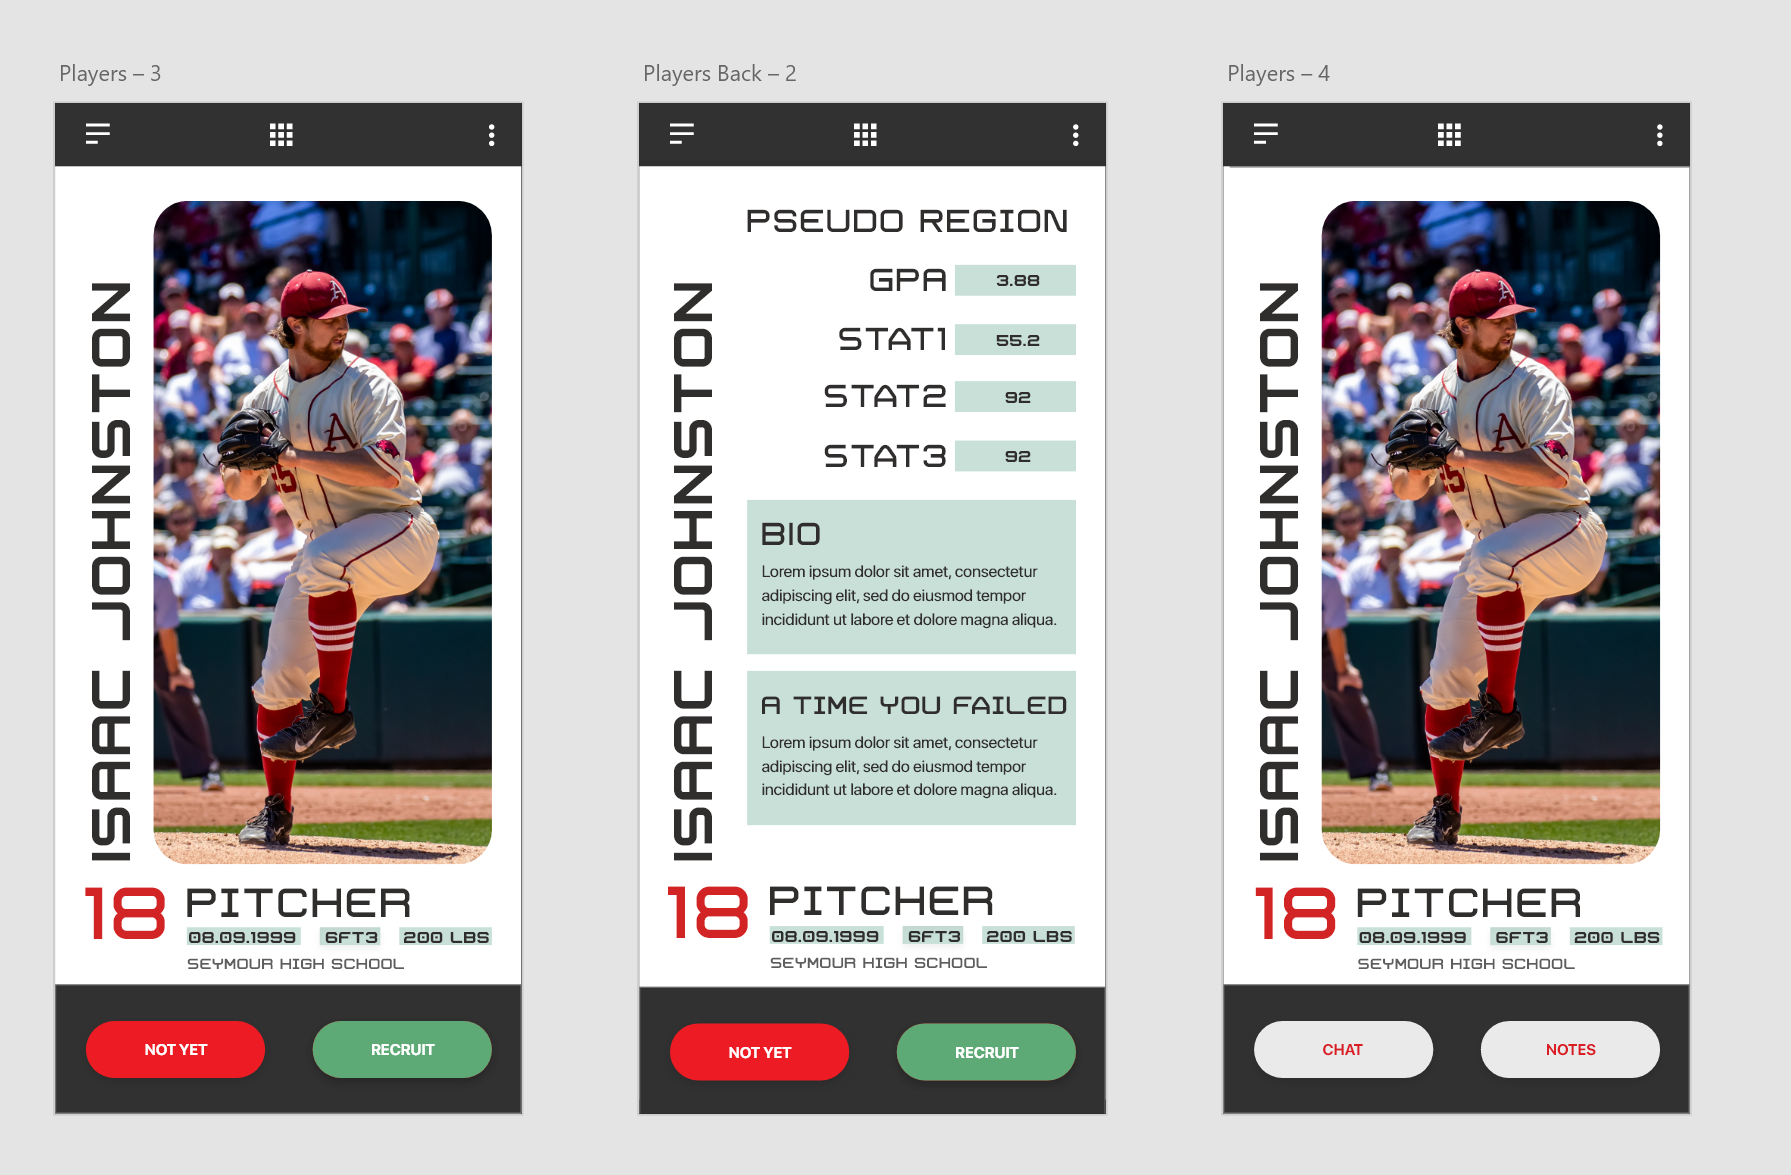 Players – 3
ISAAC JOHNSTON
A
A
25
18
PITCHER
08.09.1999 6FT3 200 LBS
SEYMOUR HIGH SCHOOL
NOT YET
RECRUIT
Players Back – 2
ISAAC JOHNSTON
PSEUDO REGION
GPA 3.88
STAT1 55.2
STAT2 92
STAT3 92
BIO
Lorem ipsum dolor sit amet, consectetur
adipiscing elit, sed do eiusmod tempor
incididunt ut labore et dolore magna aliqua.
A TIME YOU FAILED
Lorem ipsum dolor sit amet, consectetur
adipiscing elit, sed do eiusmod tempor
incididunt ut labore et dolore magna aliqua.
18
PITCHER
08.09.1999 6FT3 200 LBS
SEYMOUR HIGH SCHOOL
NOT YET
RECRUIT
Players – 4
ISAAC JOHNSTON
A
A
25
18
PITCHER
08.09.1999 6FT3 200 LBS
SEYMOUR HIGH SCHOOL
CHAT
NOTES